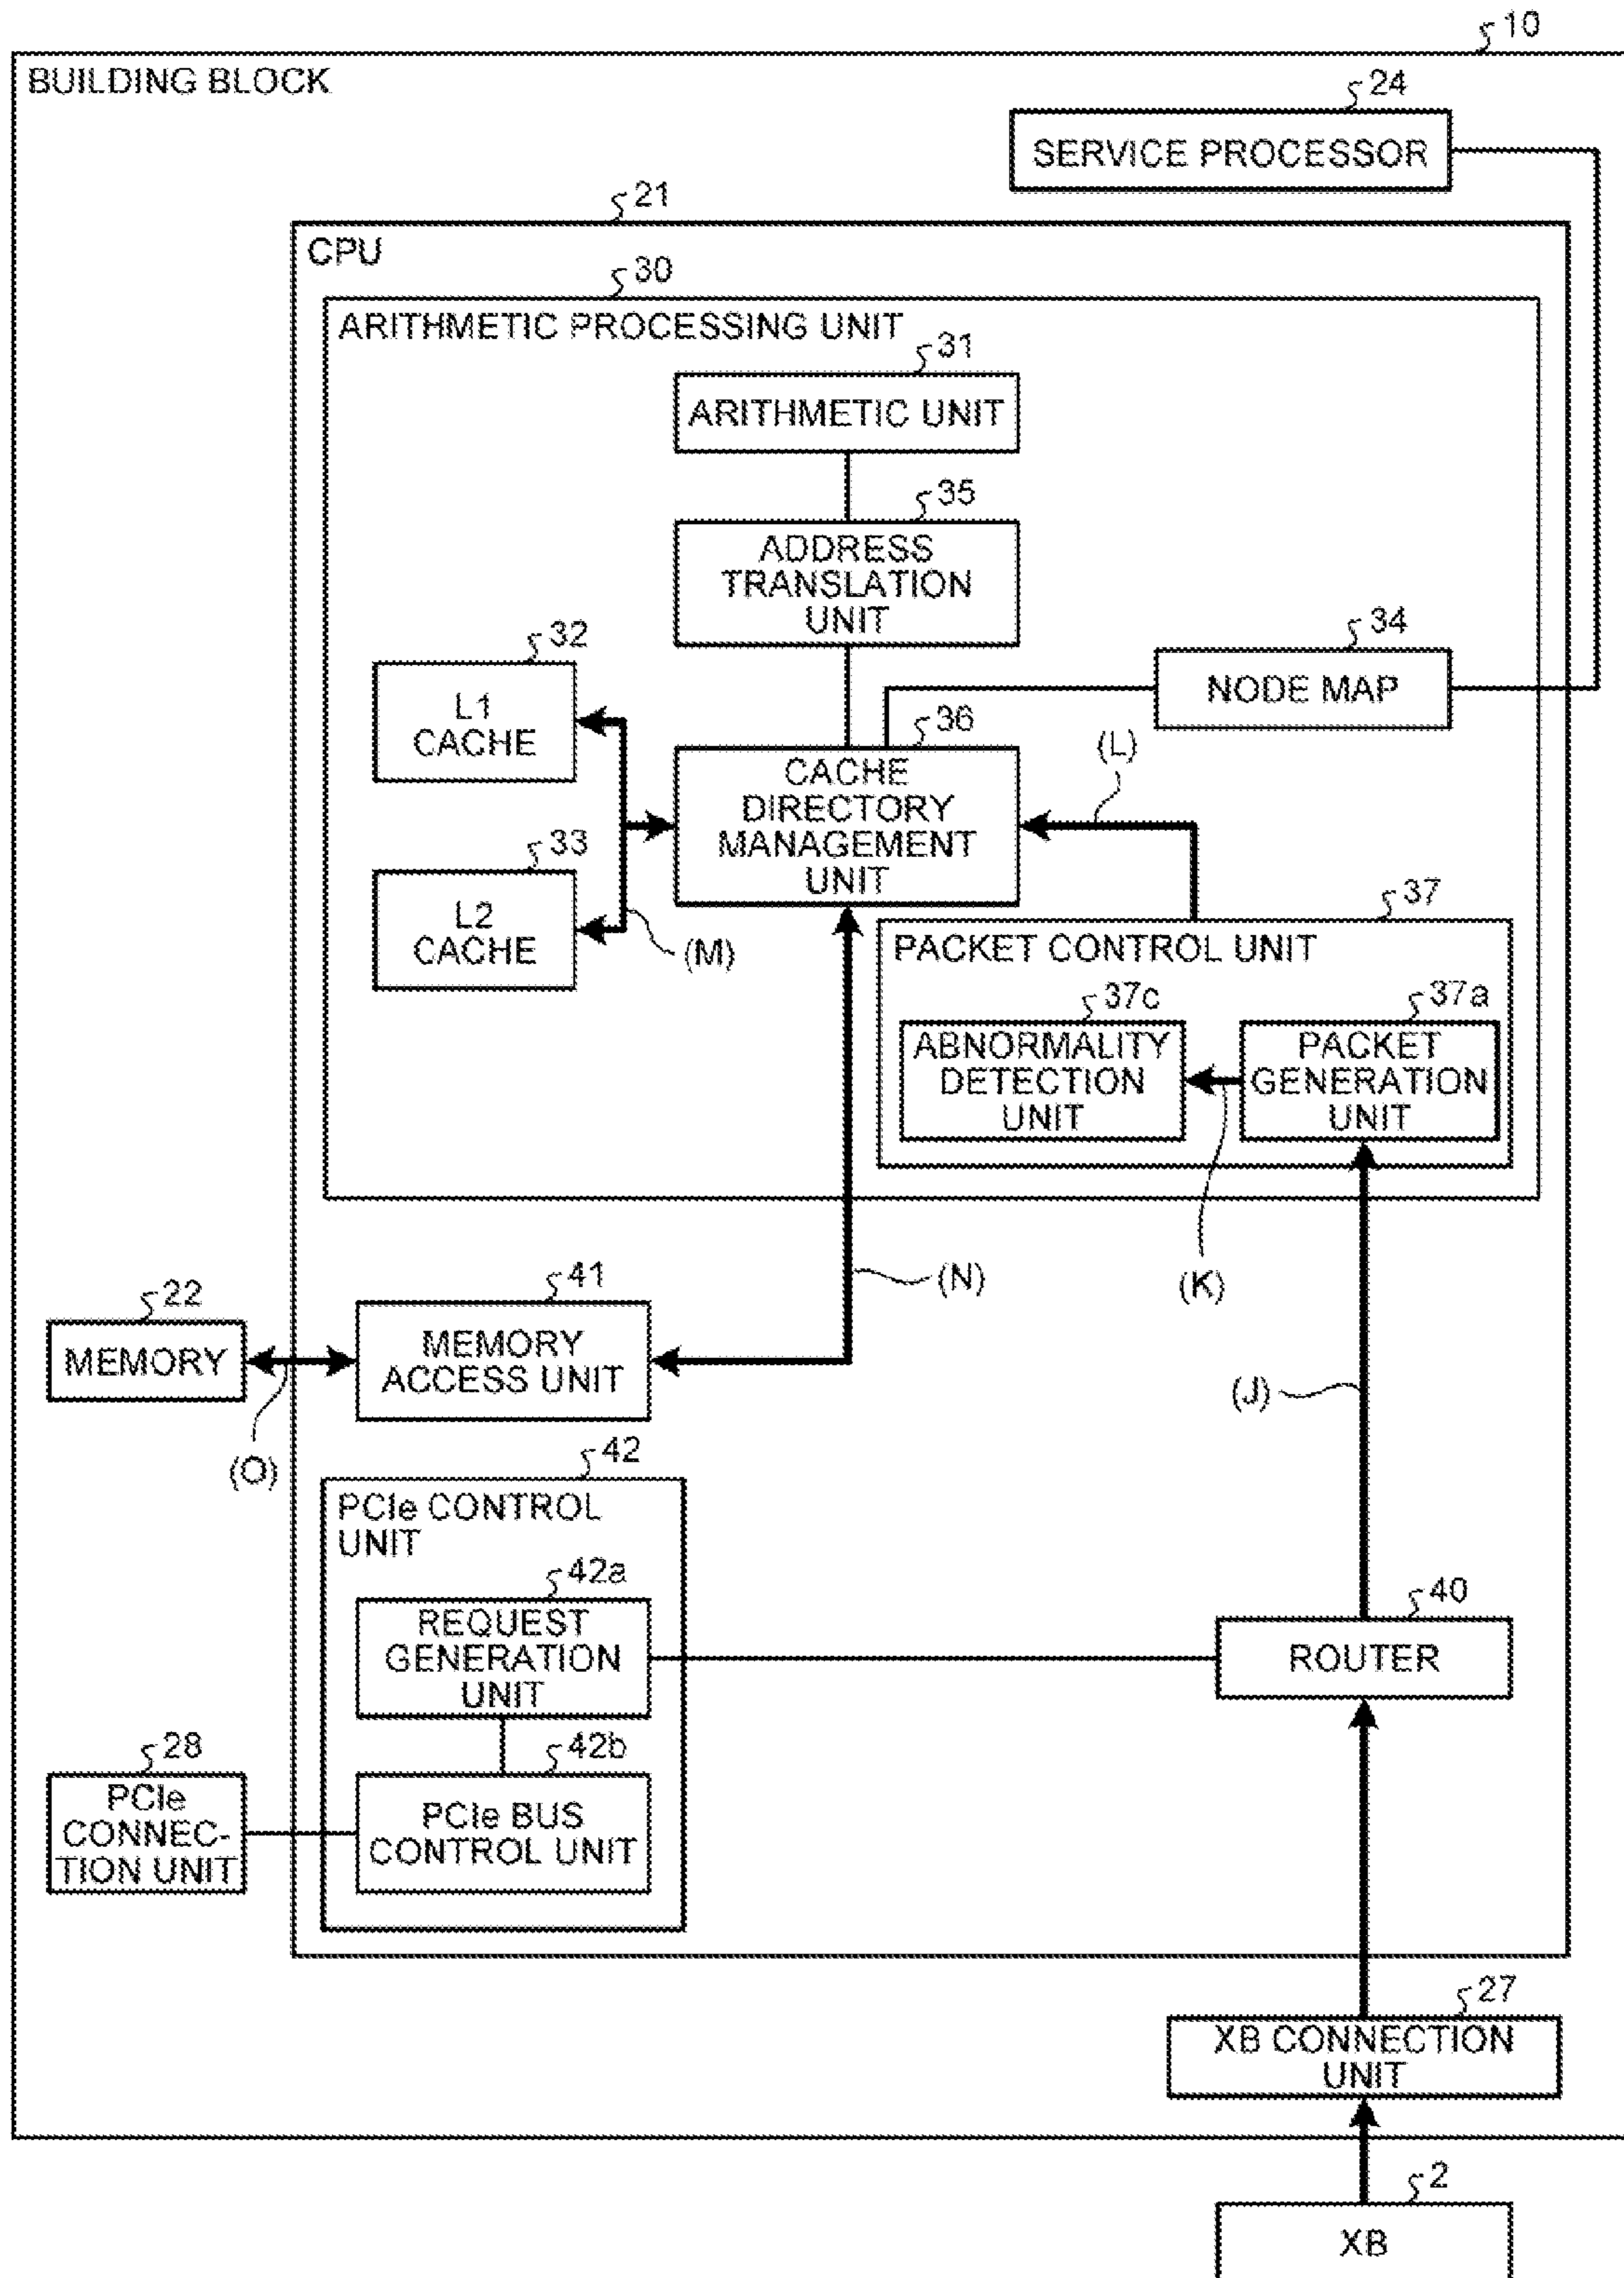 10
BUILDING BLOCK
24
SERVICE PROCESSOR
21
CPU
30
ARITHMETIC PROCESSING UNIT
31
ARITHMETIC UNIT
35
ADDRESS
TRANSLATION
UNIT
32
L1
CACHE
34
NODE MAP
36
CACHE
DIRECTORY
MANAGEMENT
UNIT
(L)
33
L2
CACHE
(M)
37
PACKET CONTROL UNIT
37c
ABNORMALITY
DETECTION
UNIT
37a
PACKET
GENERATION
UNIT
(K)
(N)
22
MEMORY
41
MEMORY
ACCESS UNIT
(J)
(O)
42
PCIe CONTROL
UNIT
42a
REQUEST
GENERATION
UNIT
40
ROUTER
28
PCIe
CONNEC-
TION UNIT
42b
PCIe BUS
CONTROL UNIT
27
XB CONNECTION
UNIT
2
XB